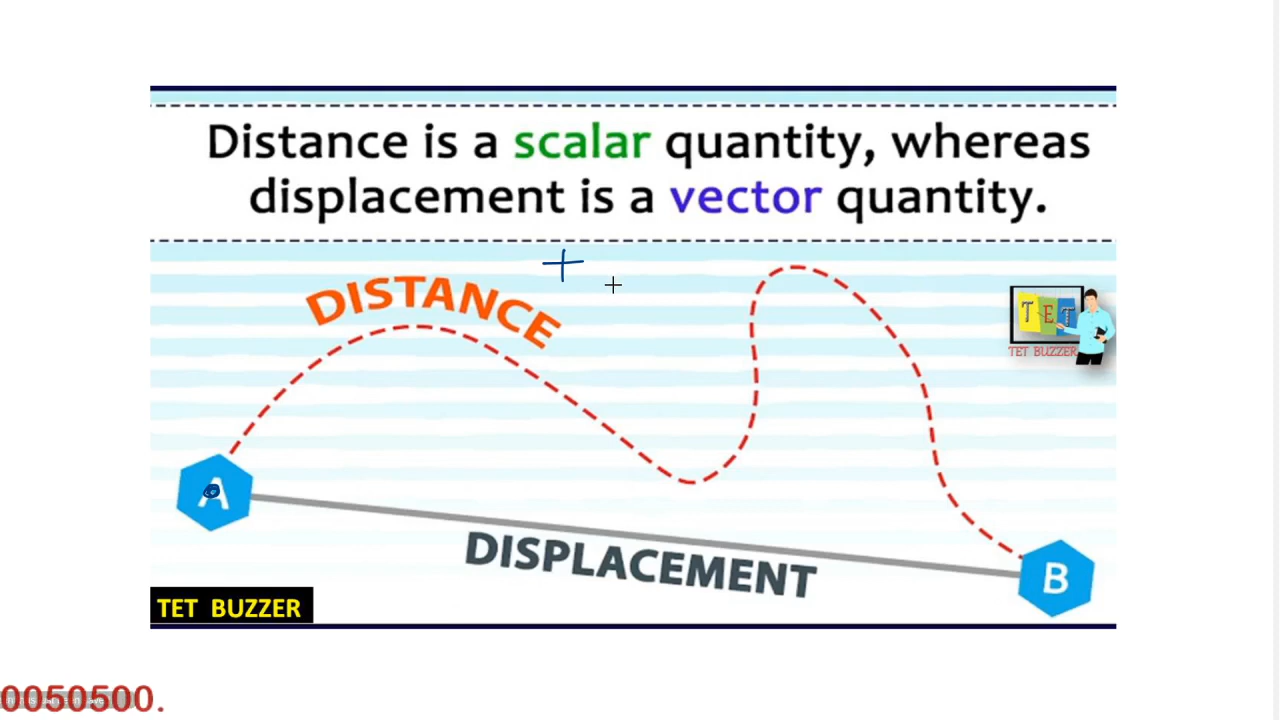 Distance is a scalar quantity, whereas
displacement is a vector quantity.
+
DISTANCE
TET
TET BUZZER
A
DISPLACEMENT
B
TET BUZZER
0050500.